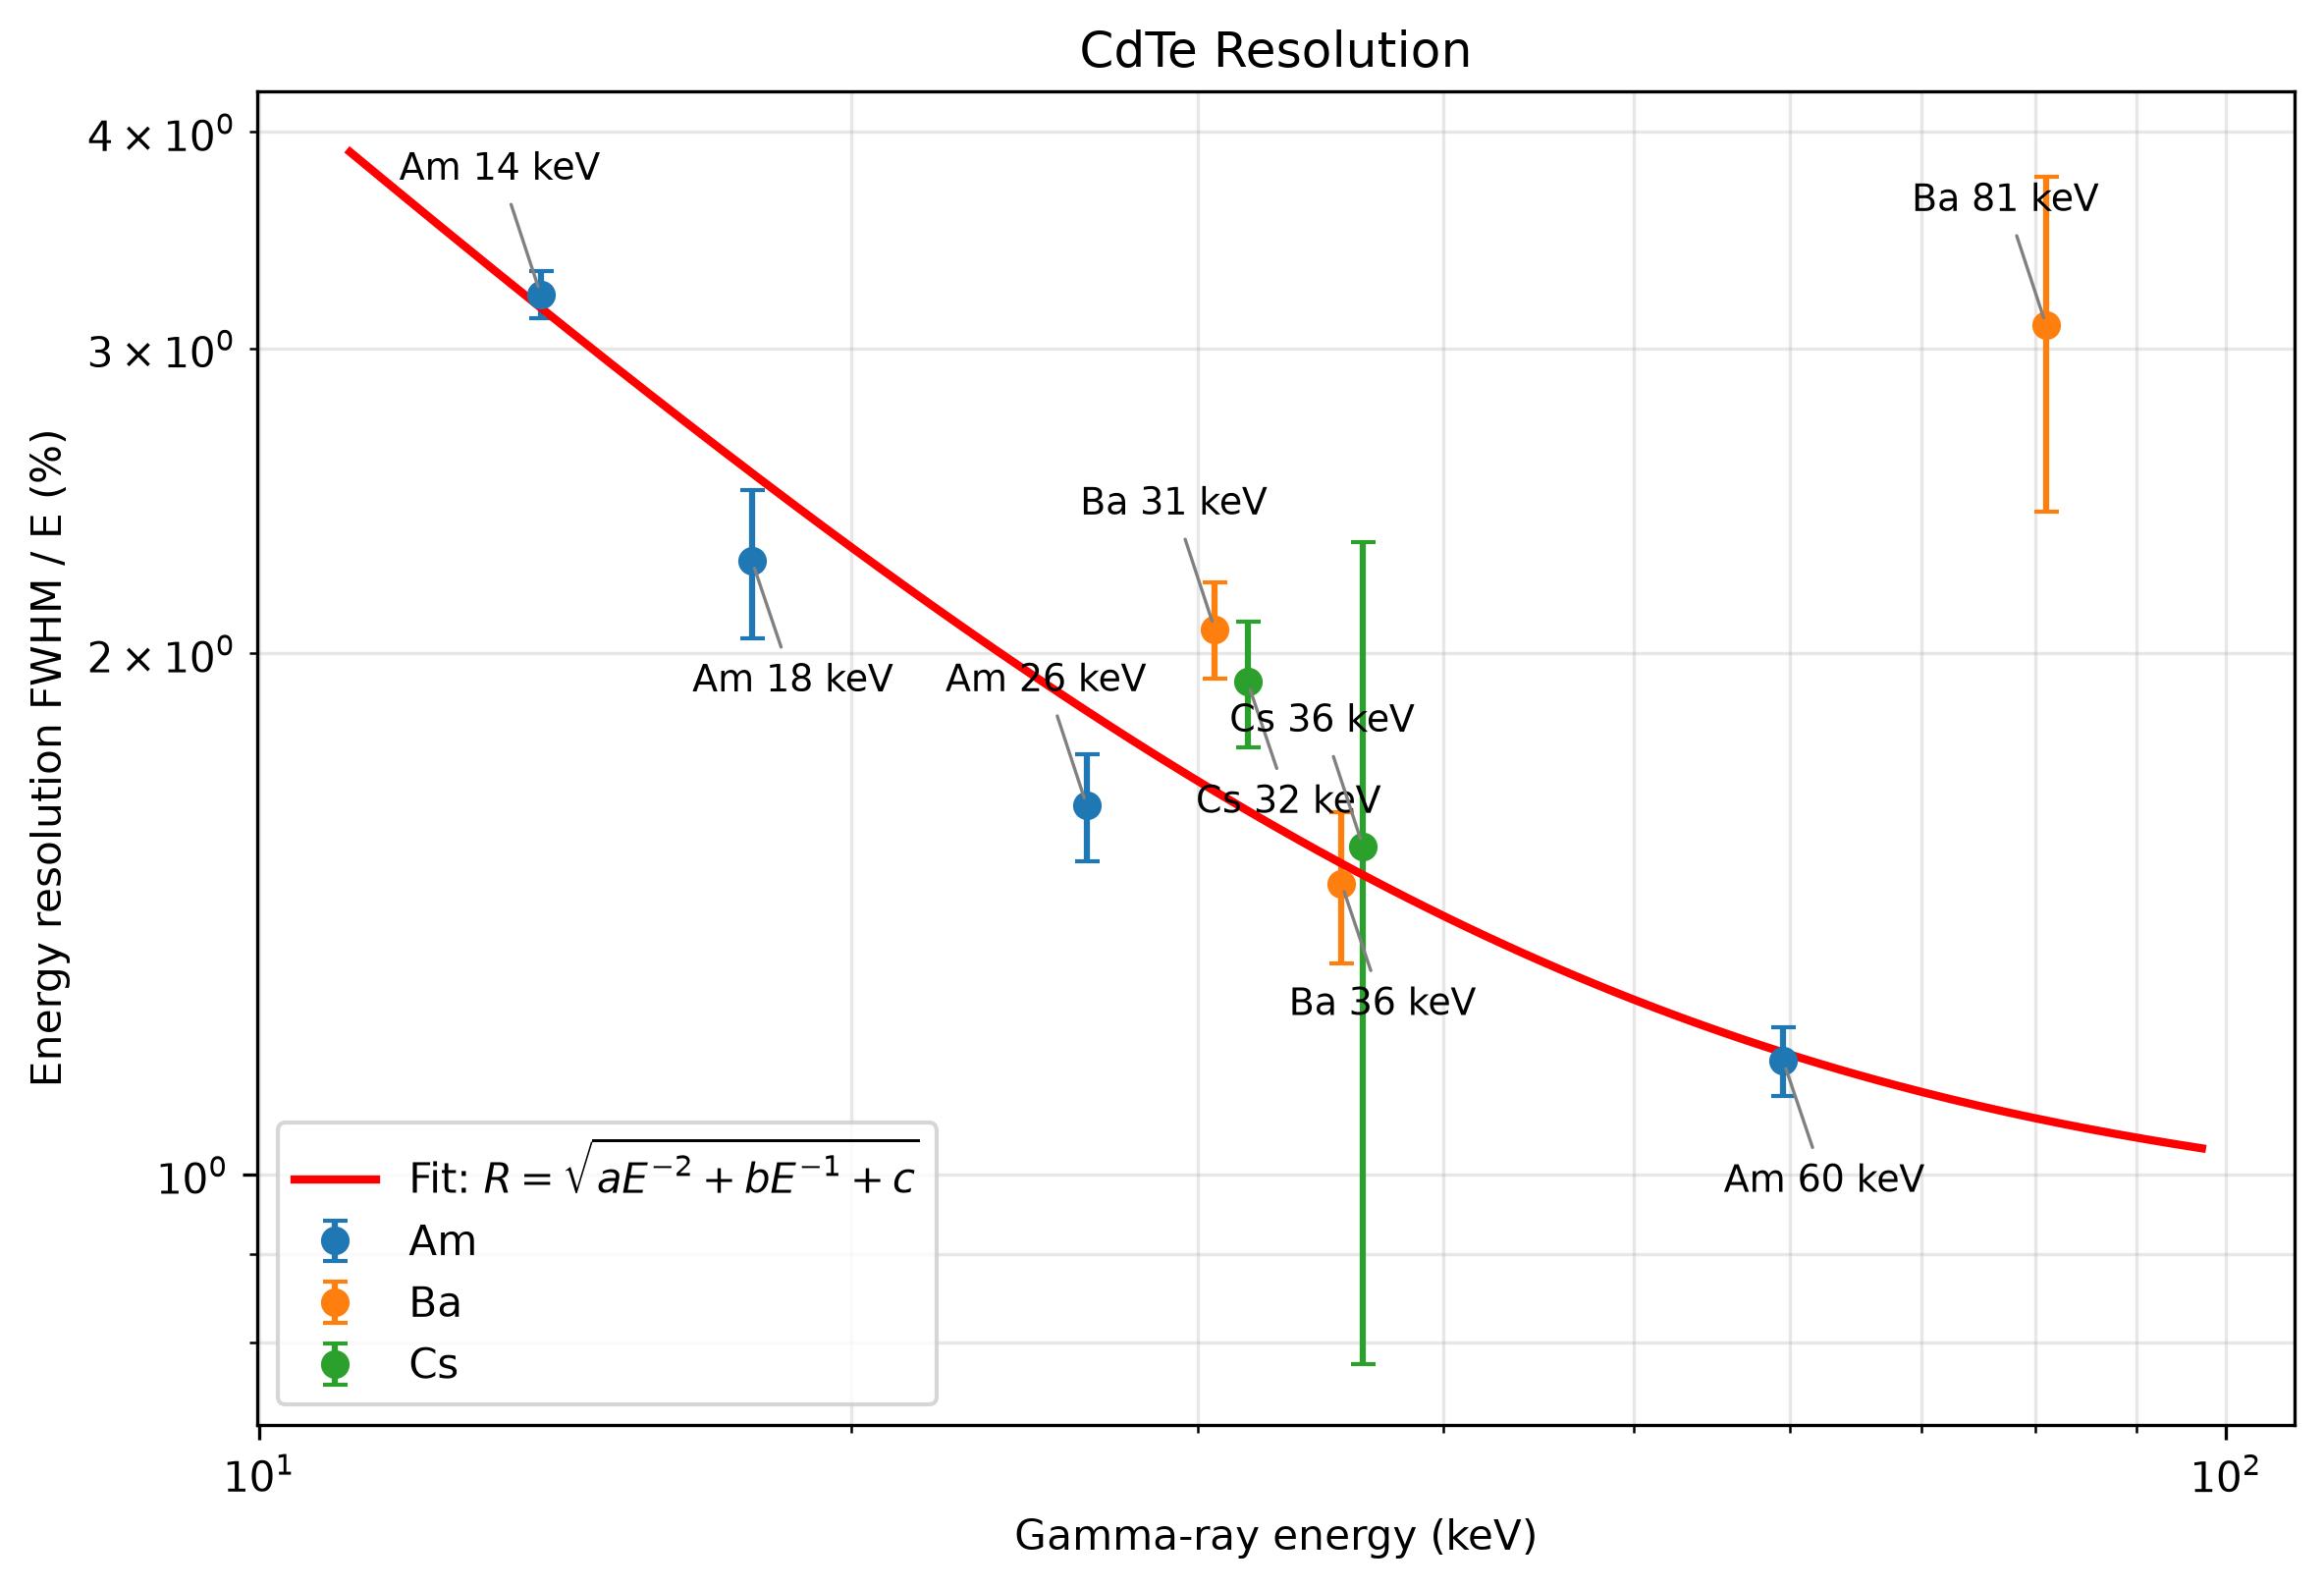 CdTe Resolution
Energy resolution FWHM / E (%)
4 × 10⁰
3 × 10⁰
2 × 10⁰
10⁰
Am 14 keV
Ba 81 keV
Ba 31 keV
Am 18 keV
Am 26 keV
Cs 36 keV
Cs 32 keV
Ba 36 keV
Am 60 keV
Fit: R = √(aE⁻² + bE⁻¹ + c)
Am
Ba
Cs
10¹
10²
Gamma-ray energy (keV)